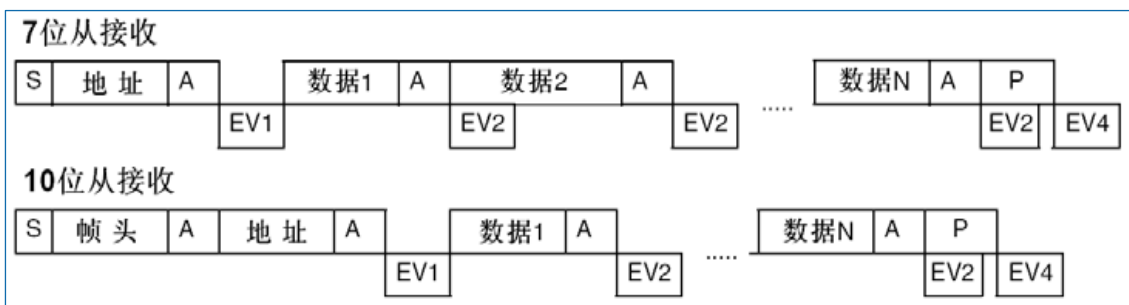 7位从接收
S 地址 A 数据1 A 数据2 A ..... 数据N A P
EV1 EV2 EV2 EV2 EV4
10位从接收
S 帧头 A 地址 A 数据1 A ..... 数据N A P
EV1 EV2 EV2 EV4